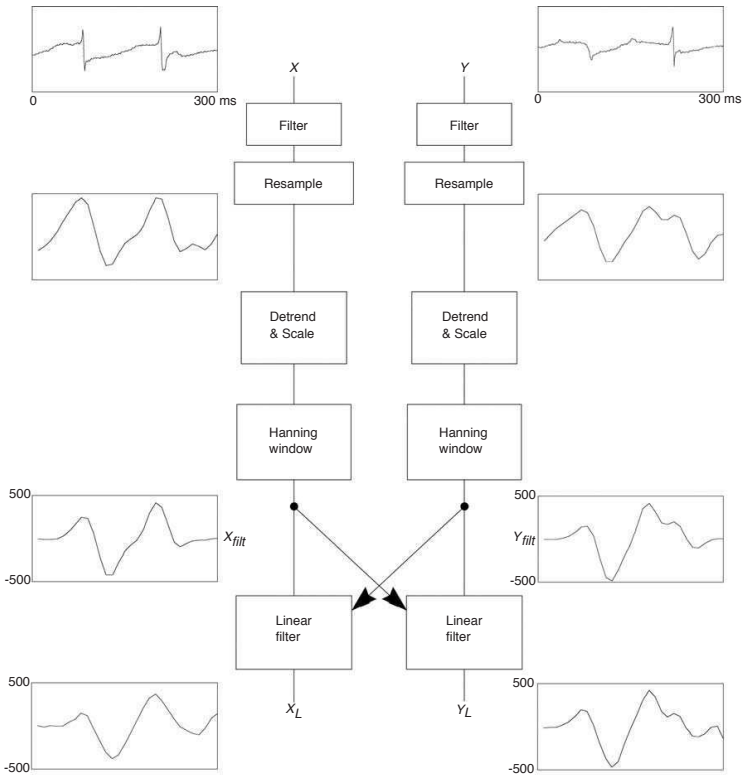 X
Y
0
300 ms
0
300 ms
Filter
Filter
Resample
Resample
Detrend
& Scale
Detrend
& Scale
Hanning
window
Hanning
window
500
-500
X_filt
Y_filt
500
-500
Linear
filter
Linear
filter
500
-500
X_L
Y_L
500
-500